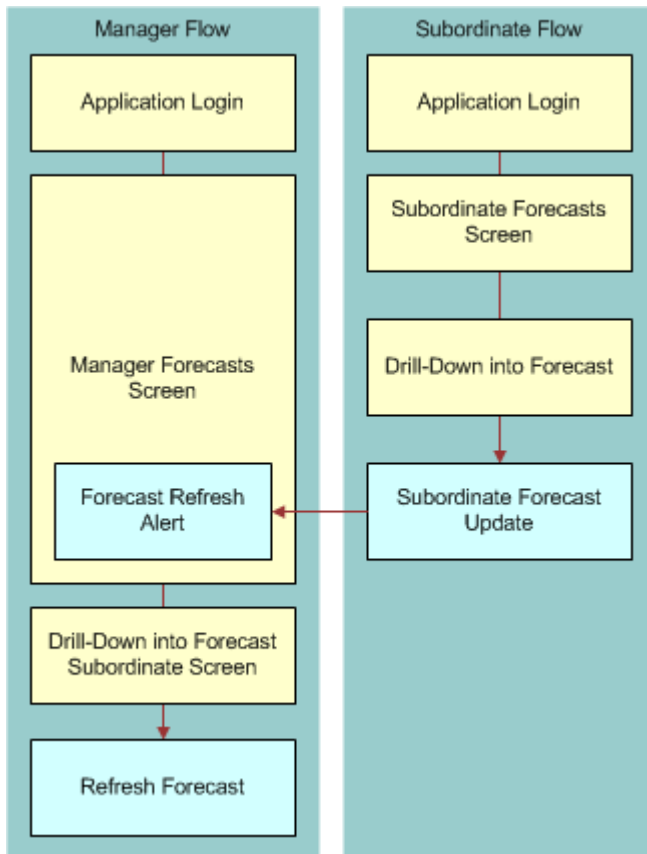 Manager Flow
Application Login
Manager Forecasts
Screen
Forecast Refresh
Alert
Drill-Down into Forecast
Subordinate Screen
Refresh Forecast
Subordinate Flow
Application Login
Subordinate Forecasts
Screen
Drill-Down into Forecast
Subordinate Forecast
Update